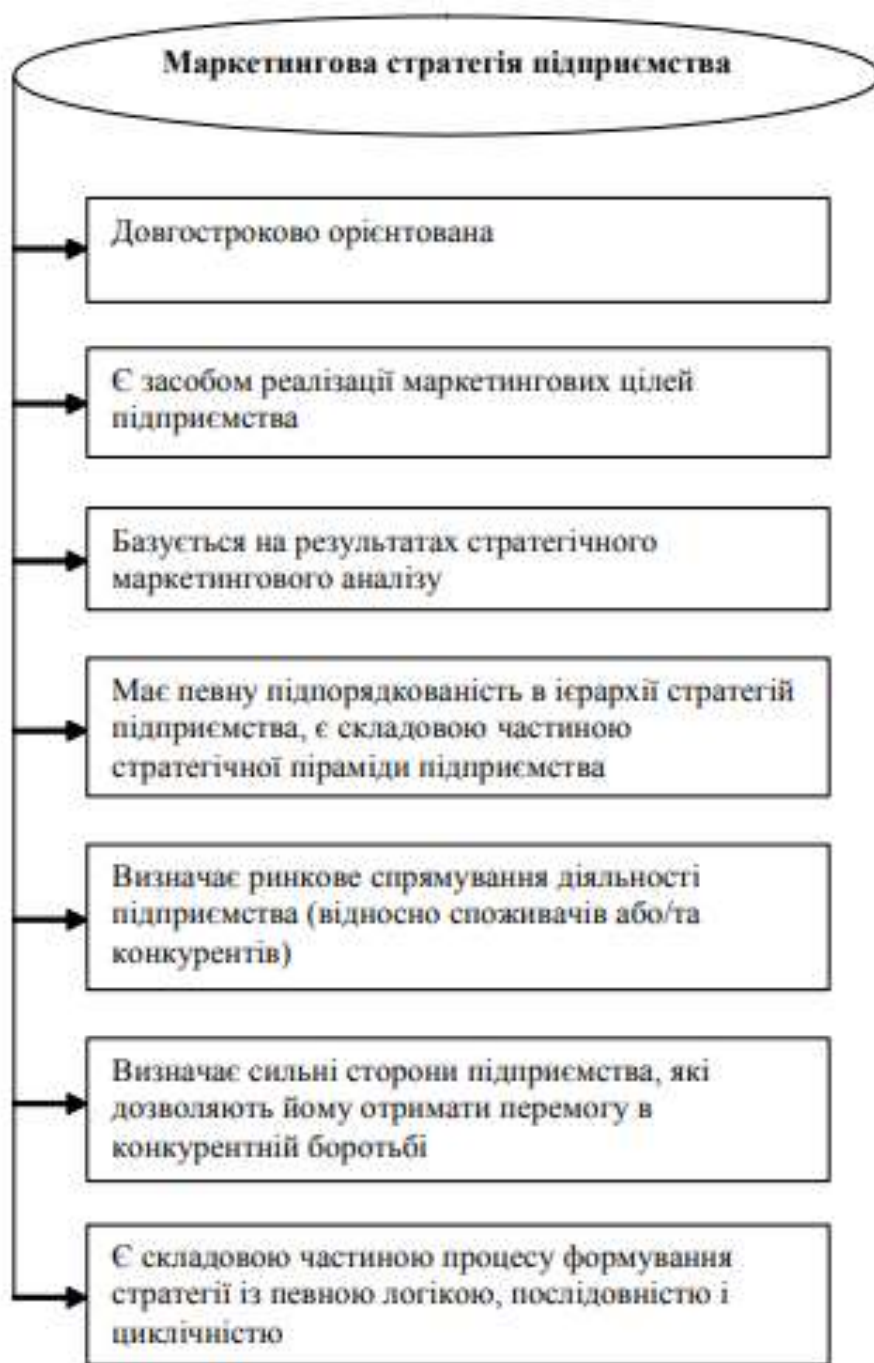 Маркетингова стратегія підприємства
Довгостроково орієнтована
Є засобом реалізації маркетингових цілей
підприємства
Базується на результатах стратегічного
маркетингового аналізу
Має певну підпорядкованість в ієрархії стратегій
підприємства, є складовою частиною
стратегічної піраміди підприємства
Визначає ринкове спрямування діяльності
підприємства (відносно споживачів або/та
конкурентів)
Визначає сильні сторони підприємства, які
дозволяють йому отримати перемогу в
конкурентній боротьбі
Є складовою частиною процесу формування
стратегії із певною логікою, послідовністю і
циклічністю